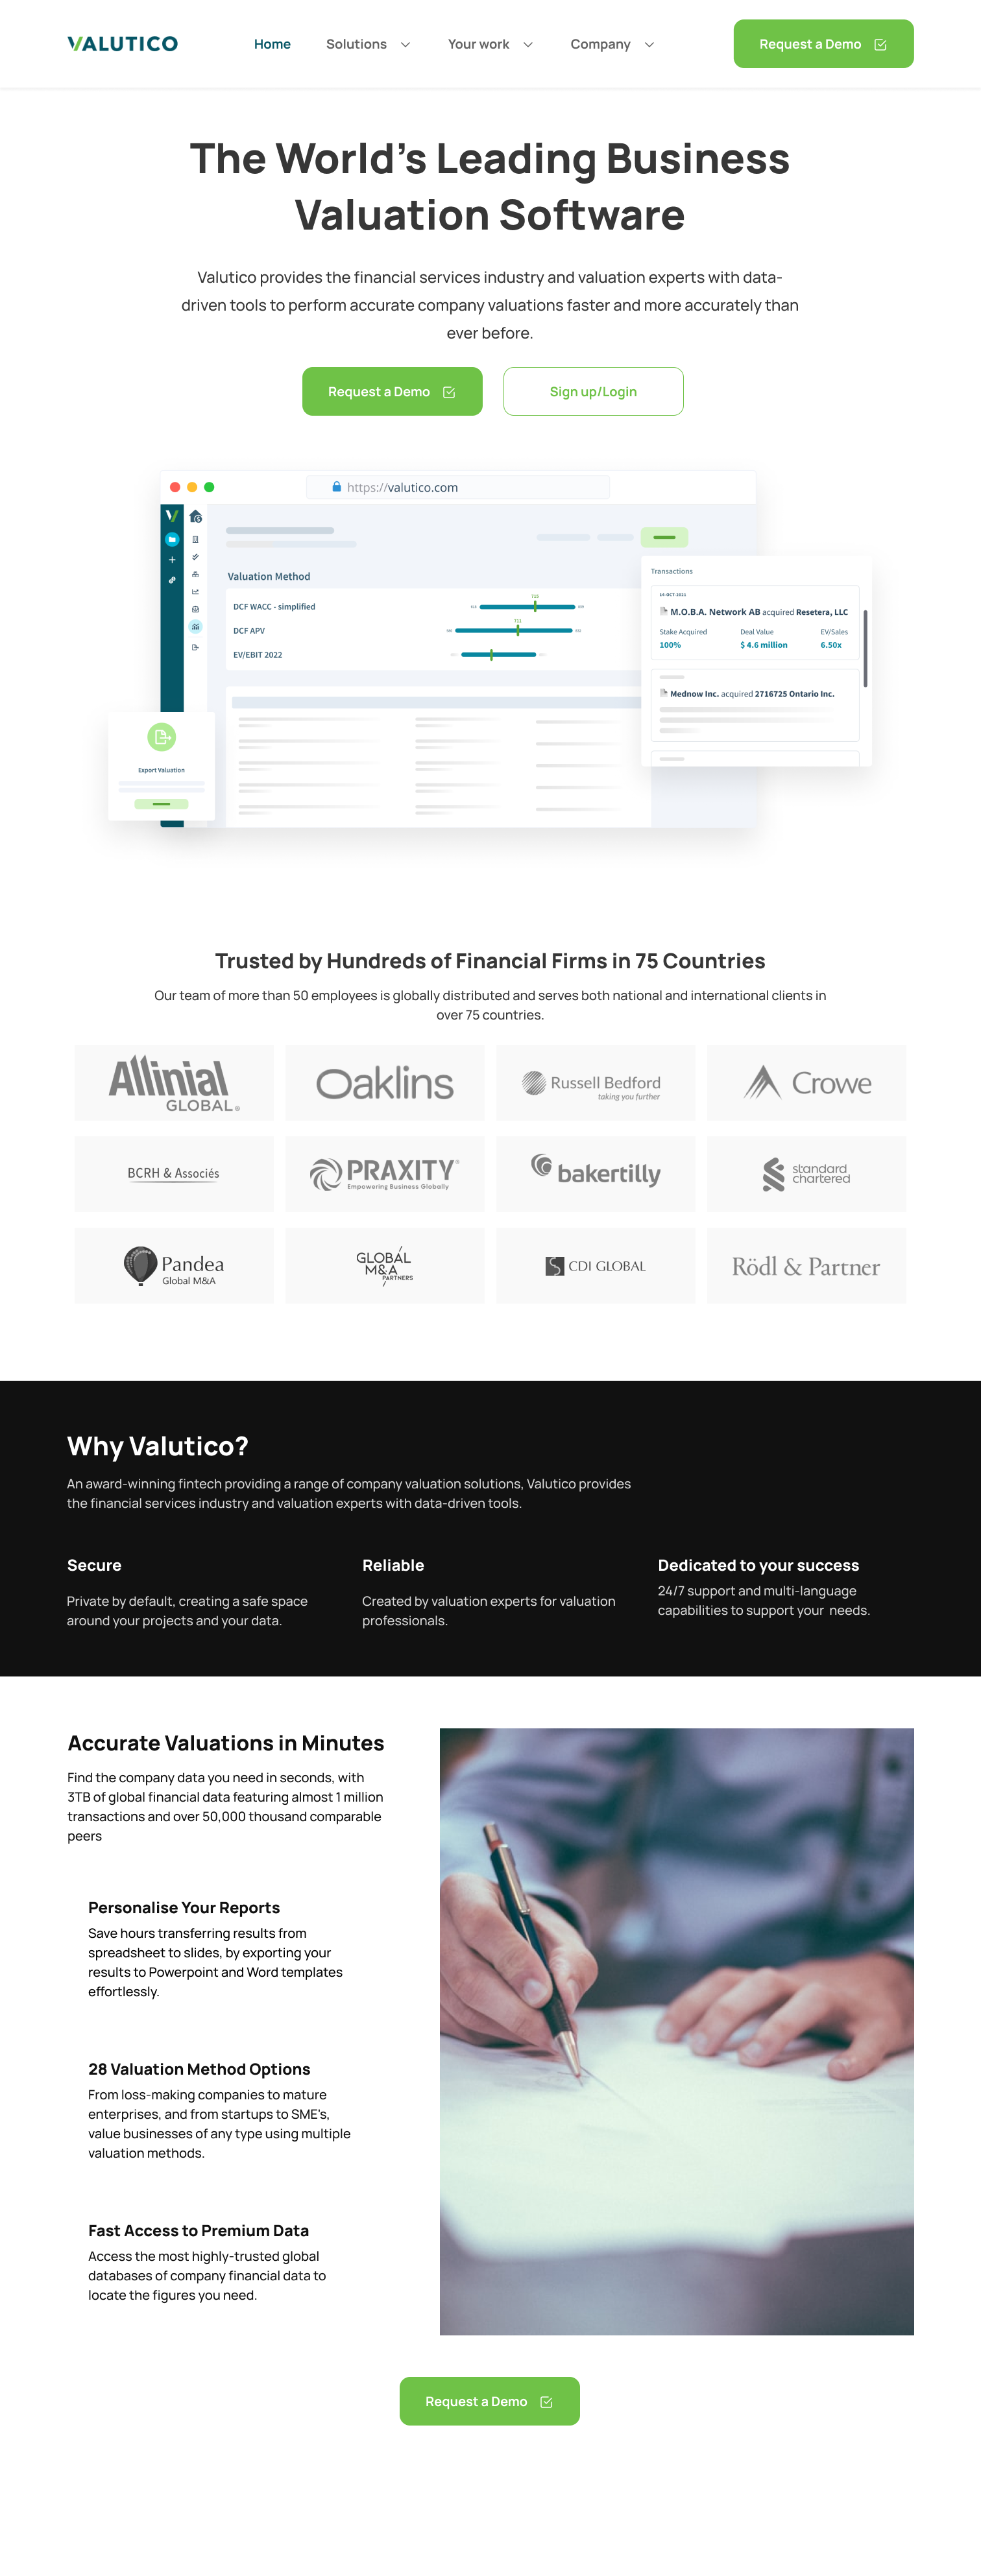 VALUTICO
Home
Solutions
Your work
Company
Request a Demo
The World's Leading Business
Valuation Software
Valutico provides the financial services industry and valuation experts with data-
driven tools to perform accurate company valuations faster and more accurately than
ever before.
Request a Demo
Sign up/Login
https://valutico.com
Valuation Method
DCF WACC - simplified
DCF APV
EV/EBIT 2022
Transactions
14-OCT-2021
M.O.B.A. Network AB acquired Resetera, LLC
Stake Acquired
Deal Value
EV/Sales
100%
$ 4.6 million
6.50x
Mednow Inc. acquired 2716725 Ontario Inc.
Export Valuation
Trusted by Hundreds of Financial Firms in 75 Countries
Our team of more than 50 employees is globally distributed and serves both national and international clients in
over 75 countries.
Allinial
GLOBAL®
Oaklins
Russell Bedford
taking you further
Crowe
BCRH & Associés
PRAXITY®
Empowering Business Globally
bakertilly
standard
chartered
Pandea
Global M&A
GLOBAL
M&A
PARTNERS
CDI GLOBAL
Rödl & Partner
Why Valutico?
An award-winning fintech providing a range of company valuation solutions, Valutico provides
the financial services industry and valuation experts with data-driven tools.
Secure
Private by default, creating a safe space
around your projects and your data.
Reliable
Created by valuation experts for valuation
professionals.
Dedicated to your success
24/7 support and multi-language
capabilities to support your needs.
Accurate Valuations in Minutes
Find the company data you need in seconds, with
3TB of global financial data featuring almost 1 million
transactions and over 50,000 thousand comparable
peers
Personalise Your Reports
Save hours transferring results from
spreadsheet to slides, by exporting your
results to Powerpoint and Word templates
effortlessly.
28 Valuation Method Options
From loss-making companies to mature
enterprises, and from startups to SME's,
value businesses of any type using multiple
valuation methods.
Fast Access to Premium Data
Access the most highly-trusted global
databases of company financial data to
locate the figures you need.
Request a Demo